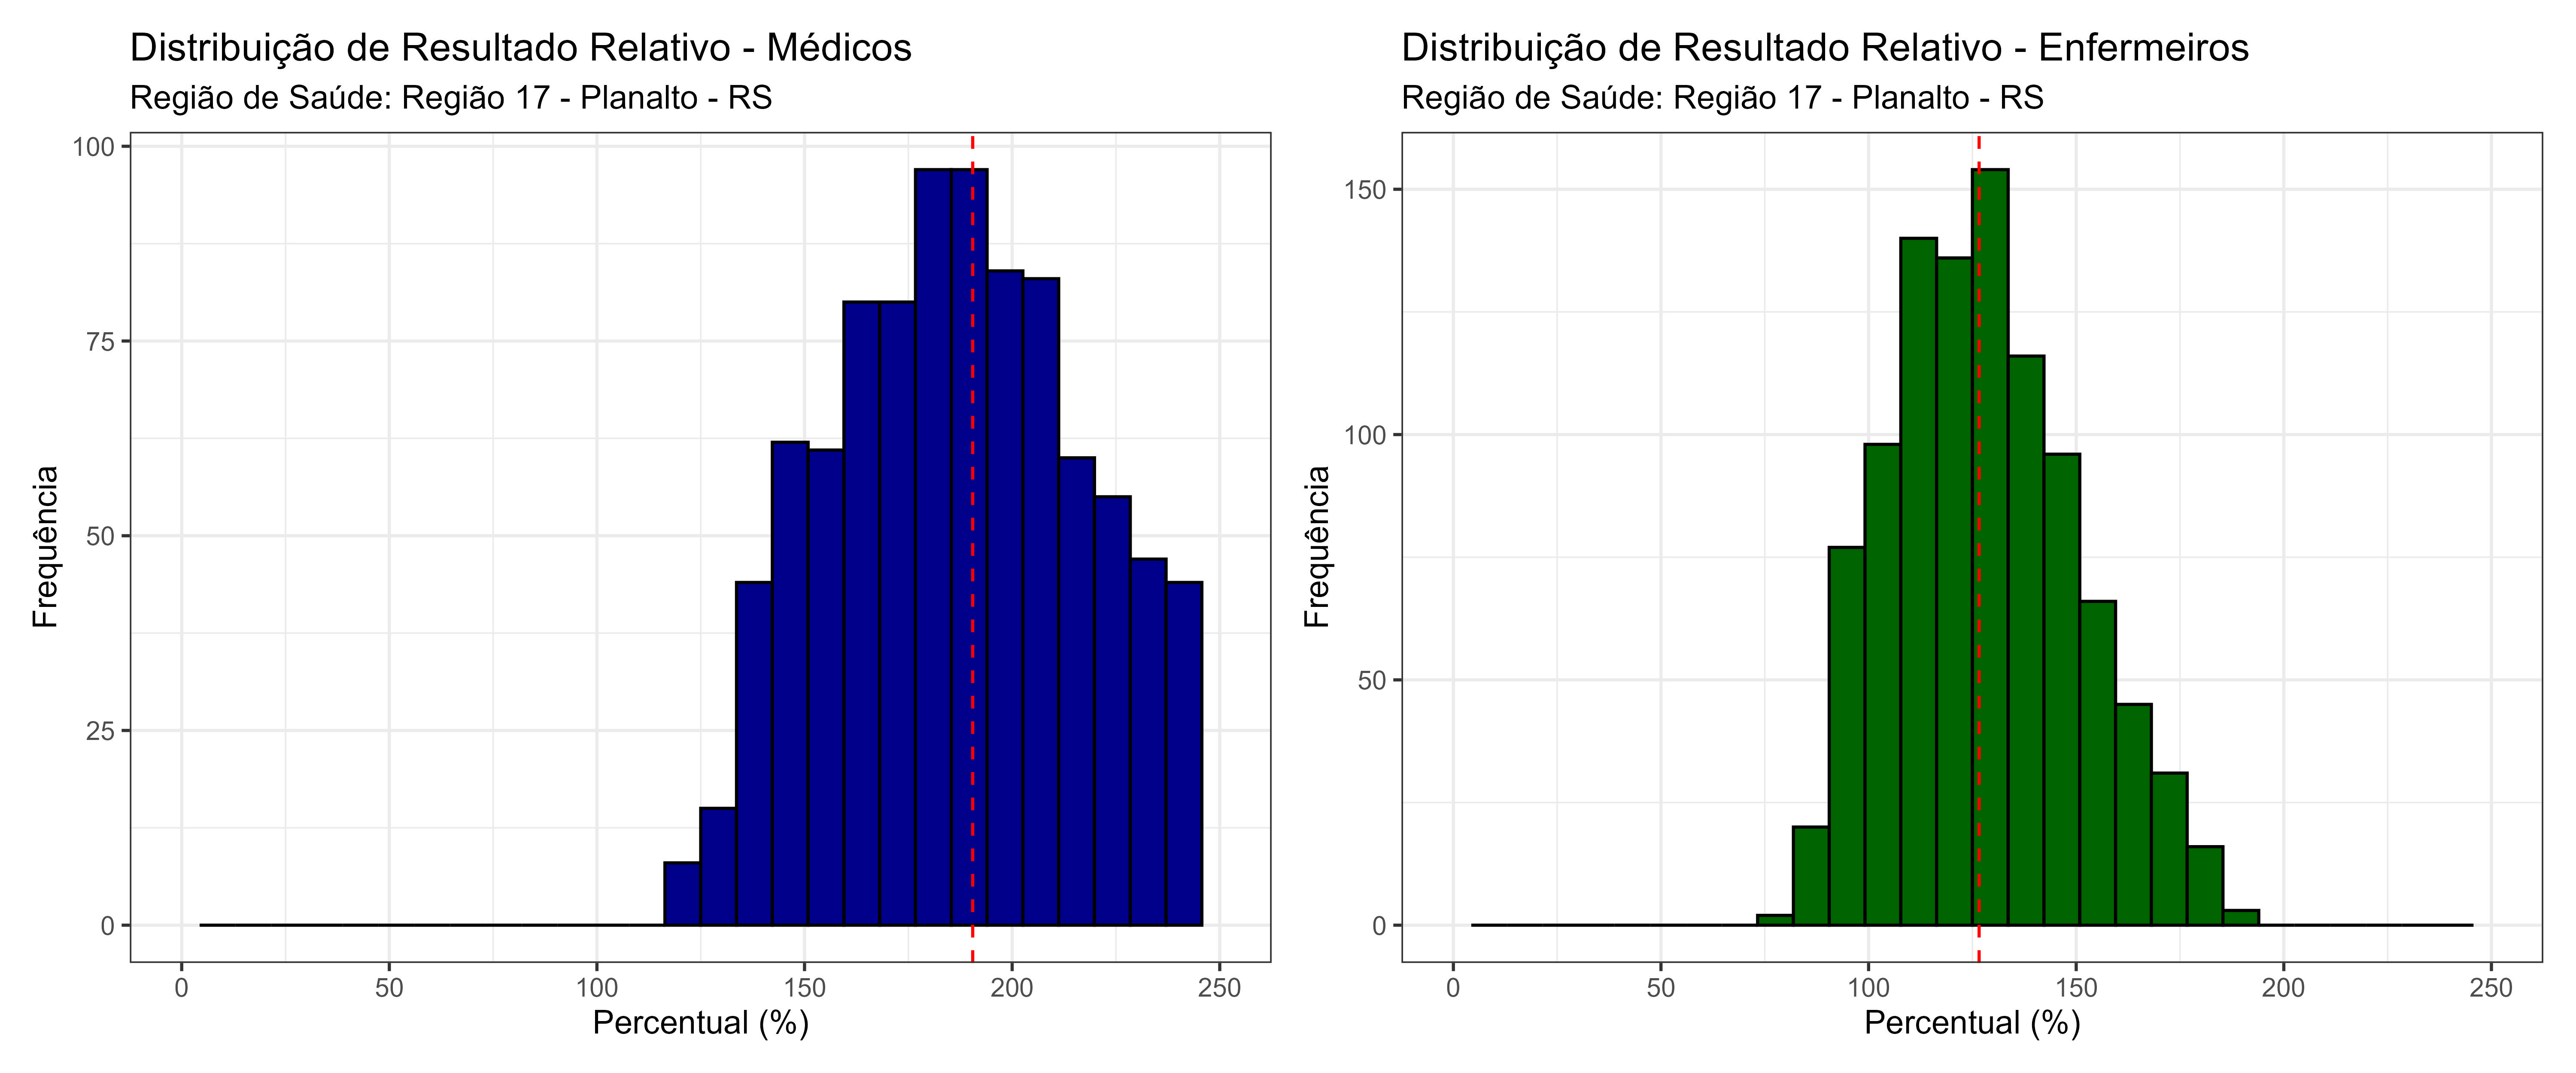 Distribuição de Resultado Relativo - Médicos
Região de Saúde: Região 17 - Planalto - RS
100
75
50
25
0
Frequência
0 50 100 150 200 250
Percentual (%)
Distribuição de Resultado Relativo - Enfermeiros
Região de Saúde: Região 17 - Planalto - RS
150
100
50
0
Frequência
0 50 100 150 200 250
Percentual (%)